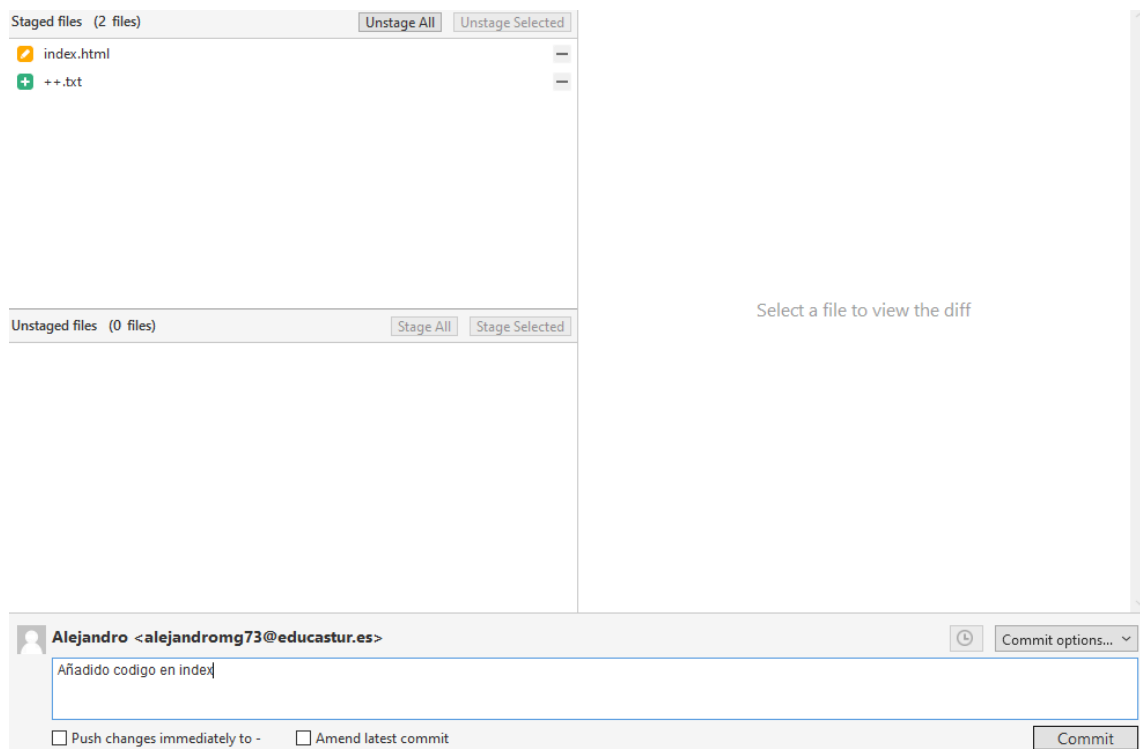 Staged files (2 files) Unstage All Unstage Selected
index.html
++.txt
Select a file to view the diff
Unstaged files (0 files) Stage All Stage Selected
Alejandro <alejandromg73@educastur.es> Commit options...
Añadido codigo en index
Push changes immediately to - Amend latest commit Commit